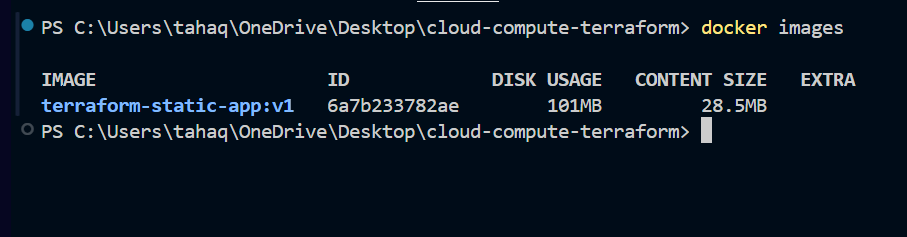 PS C:\Users\tahaq\OneDrive\Desktop\cloud-compute-terraform> docker images
IMAGE ID DISK USAGE CONTENT SIZE EXTRA
terraform-static-app:v1 6a7b233782ae 101MB 28.5MB
PS C:\Users\tahaq\OneDrive\Desktop\cloud-compute-terraform>